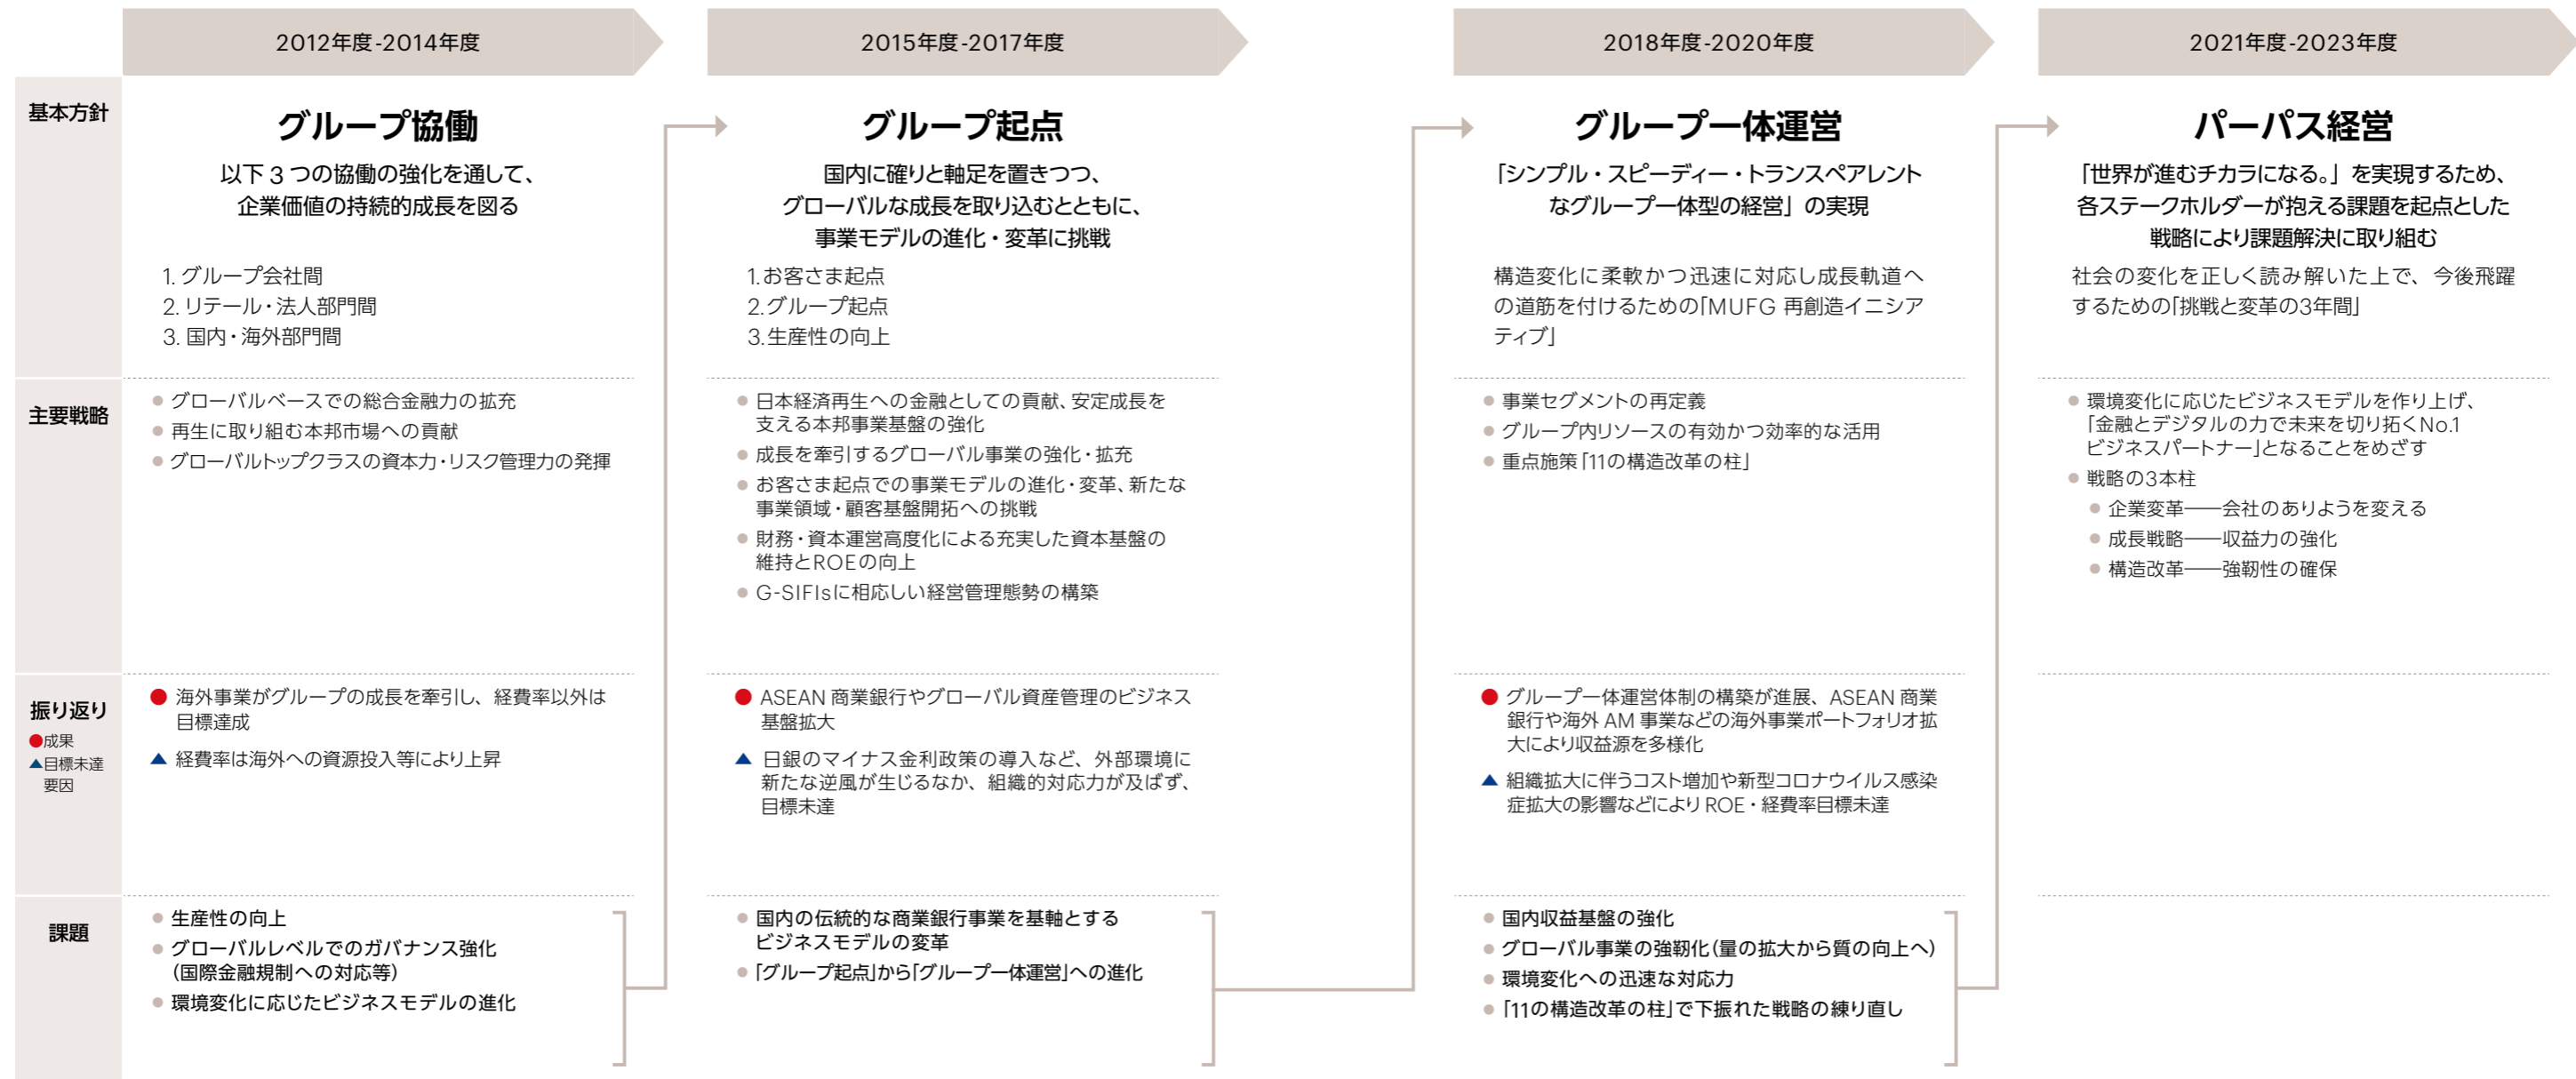 2012年度-2014年度
2015年度-2017年度
2018年度-2020年度
2021年度-2023年度
基本方針
グループ協働
以下 3 つの協働の強化を通して、
企業価値の持続的成長を図る
1. グループ会社間
2. リテール・法人部門間
3. 国内・海外部門間
グループ起点
国内に確りと軸足を置きつつ、
グローバルな成長を取り込むとともに、
事業モデルの進化・変革に挑戦
1.お客さま起点
2.グループ起点
3.生産性の向上
グループ一体運営
「シンプル・スピーディー・トランスペアレント
なグループ一体型の経営」の実現
構造変化に柔軟かつ迅速に対応し成長軌道へ
の道筋を付けるための「MUFG 再創造イニシア
ティブ」
パーパス経営
「世界が進むチカラになる。」を実現するため、
各ステークホルダーが抱える課題を起点とした
戦略により課題解決に取り組む
社会の変化を正しく読み解いた上で、今後飛躍
するための「挑戦と変革の3年間」
主要戦略
● グローバルベースでの総合金融力の拡充
● 再生に取り組む本邦市場への貢献
● グローバルトップクラスの資本力・リスク管理力の発揮
● 日本経済再生への金融としての貢献、安定成長を
支える本邦事業基盤の強化
● 成長を牽引するグローバル事業の強化・拡充
● お客さま起点での事業モデルの進化・変革、新たな
事業領域・顧客基盤開拓への挑戦
● 財務・資本運営高度化による充実した資本基盤の
維持とROEの向上
● G-SIFIsに相応しい経営管理態勢の構築
● 事業セグメントの再定義
● グループ内リソースの有効かつ効率的な活用
● 重点施策「11の構造改革の柱」
● 環境変化に応じたビジネスモデルを作り上げ、
「金融とデジタルの力で未来を切り拓くNo.1
ビジネスパートナー」となることをめざす
● 戦略の3本柱
● 企業変革──会社のありようを変える
● 成長戦略──収益力の強化
● 構造改革──強靭性の確保
振り返り
●成果
▲目標未達
要因
● 海外事業がグループの成長を牽引し、経費率以外は
目標達成
▲ 経費率は海外への資源投入等により上昇
● ASEAN 商業銀行やグローバル資産管理のビジネス
基盤拡大
▲ 日銀のマイナス金利政策の導入など、外部環境に
新たな逆風が生じるなか、組織的対応力が及ばず、
目標未達
● グループ一体運営体制の構築が進展、ASEAN 商業
銀行や海外 AM 事業などの海外事業ポートフォリオ拡
大により収益源を多様化
▲ 組織拡大に伴うコスト増加や新型コロナウイルス感染
症拡大の影響などにより ROE・経費率目標未達
課題
● 生産性の向上
● グローバルレベルでのガバナンス強化
（国際金融規制への対応等）
● 環境変化に応じたビジネスモデルの進化
● 国内の伝統的な商業銀行事業を基軸とする
ビジネスモデルの変革
● 「グループ起点」から「グループ一体運営」への進化
● 国内収益基盤の強化
● グローバル事業の強靭化（量の拡大から質の向上へ）
● 環境変化への迅速な対応力
● 「11の構造改革の柱」で下振れた戦略の練り直し